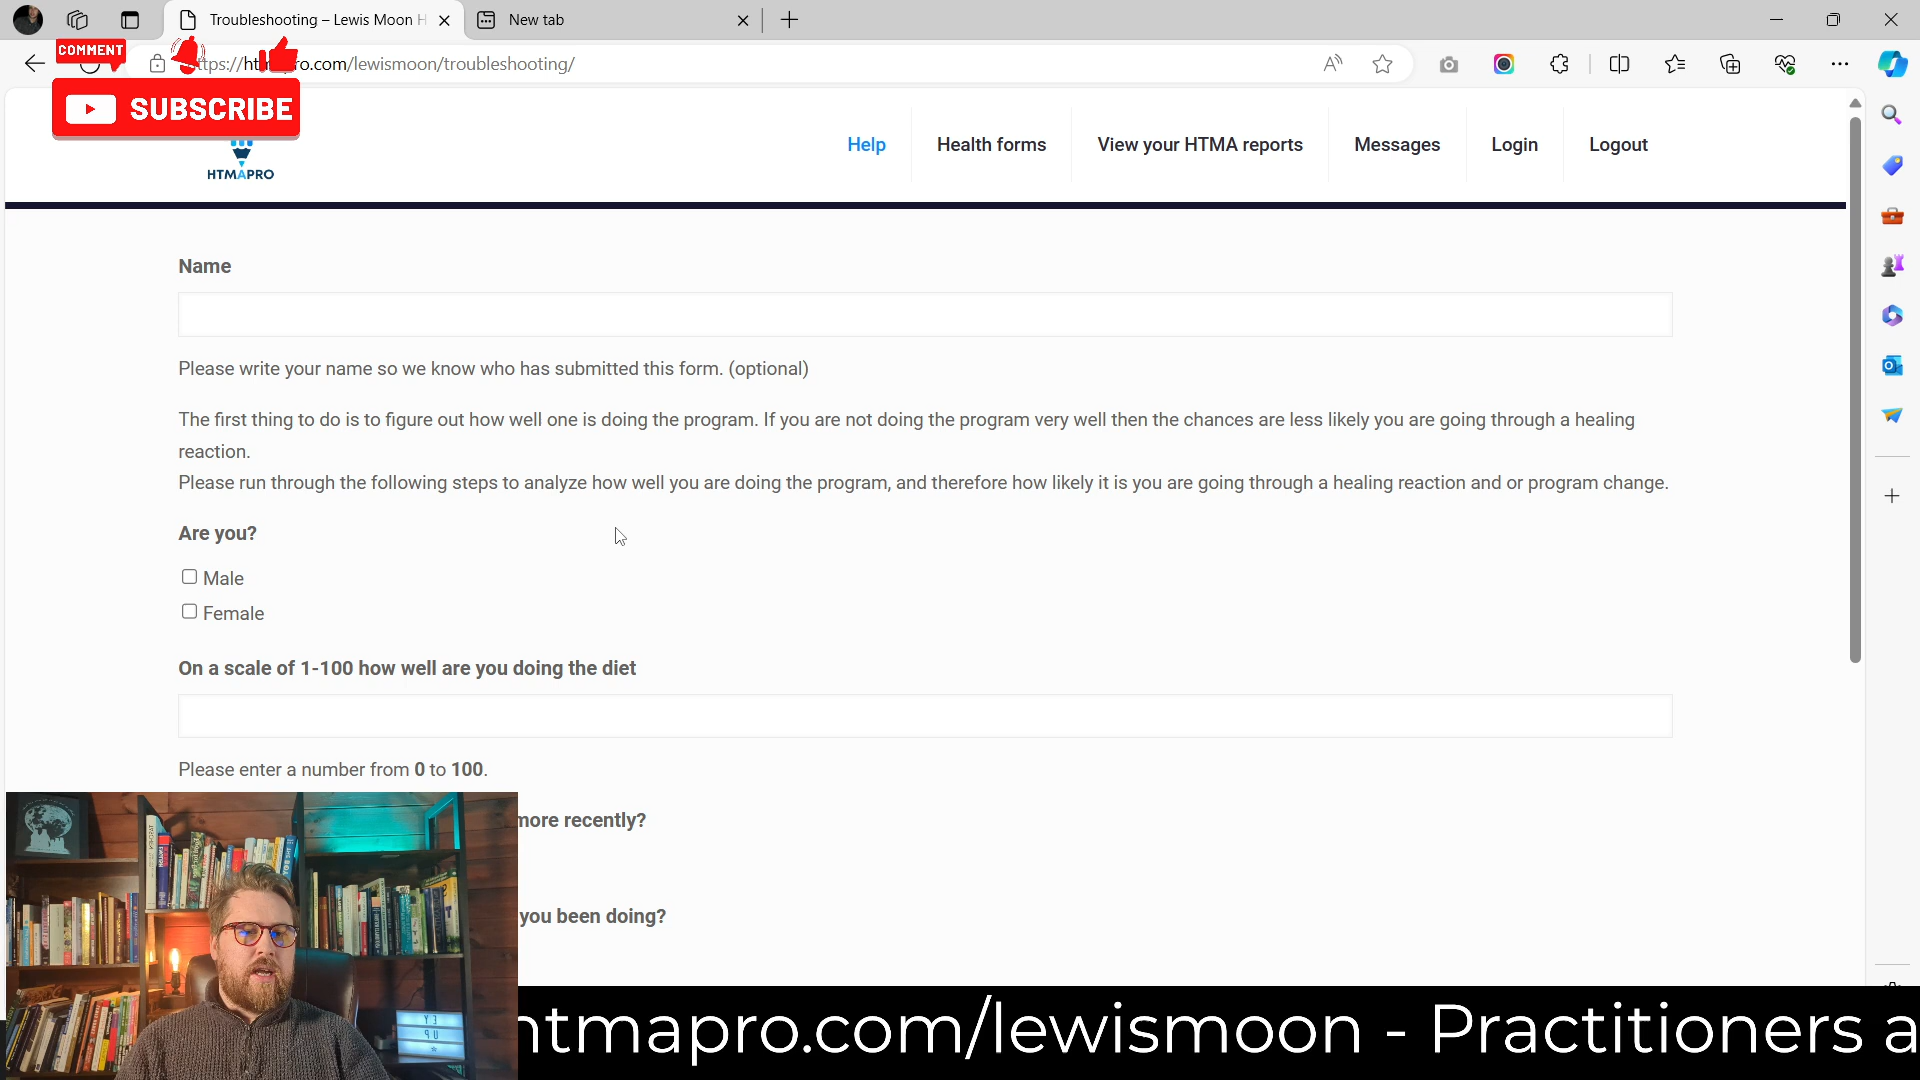 Troubleshooting – Lewis Moon H
New tab
COMMENT
SUBSCRIBE
ro.com/lewismoon/troubleshooting/
HTMAPRO
Help
Health forms
View your HTMA reports
Messages
Login
Logout
Name
Please write your name so we know who has submitted this form. (optional)
The first thing to do is to figure out how well one is doing the program. If you are not doing the program very well then the chances are less likely you are going through a healing
reaction.
Please run through the following steps to analyze how well you are doing the program, and therefore how likely it is you are going through a healing reaction and or program change.
Are you?
Male
Female
On a scale of 1-100 how well are you doing the diet
Please enter a number from 0 to 100.
more recently?
you been doing?
htmapro.com/lewismoon - Practitioners a